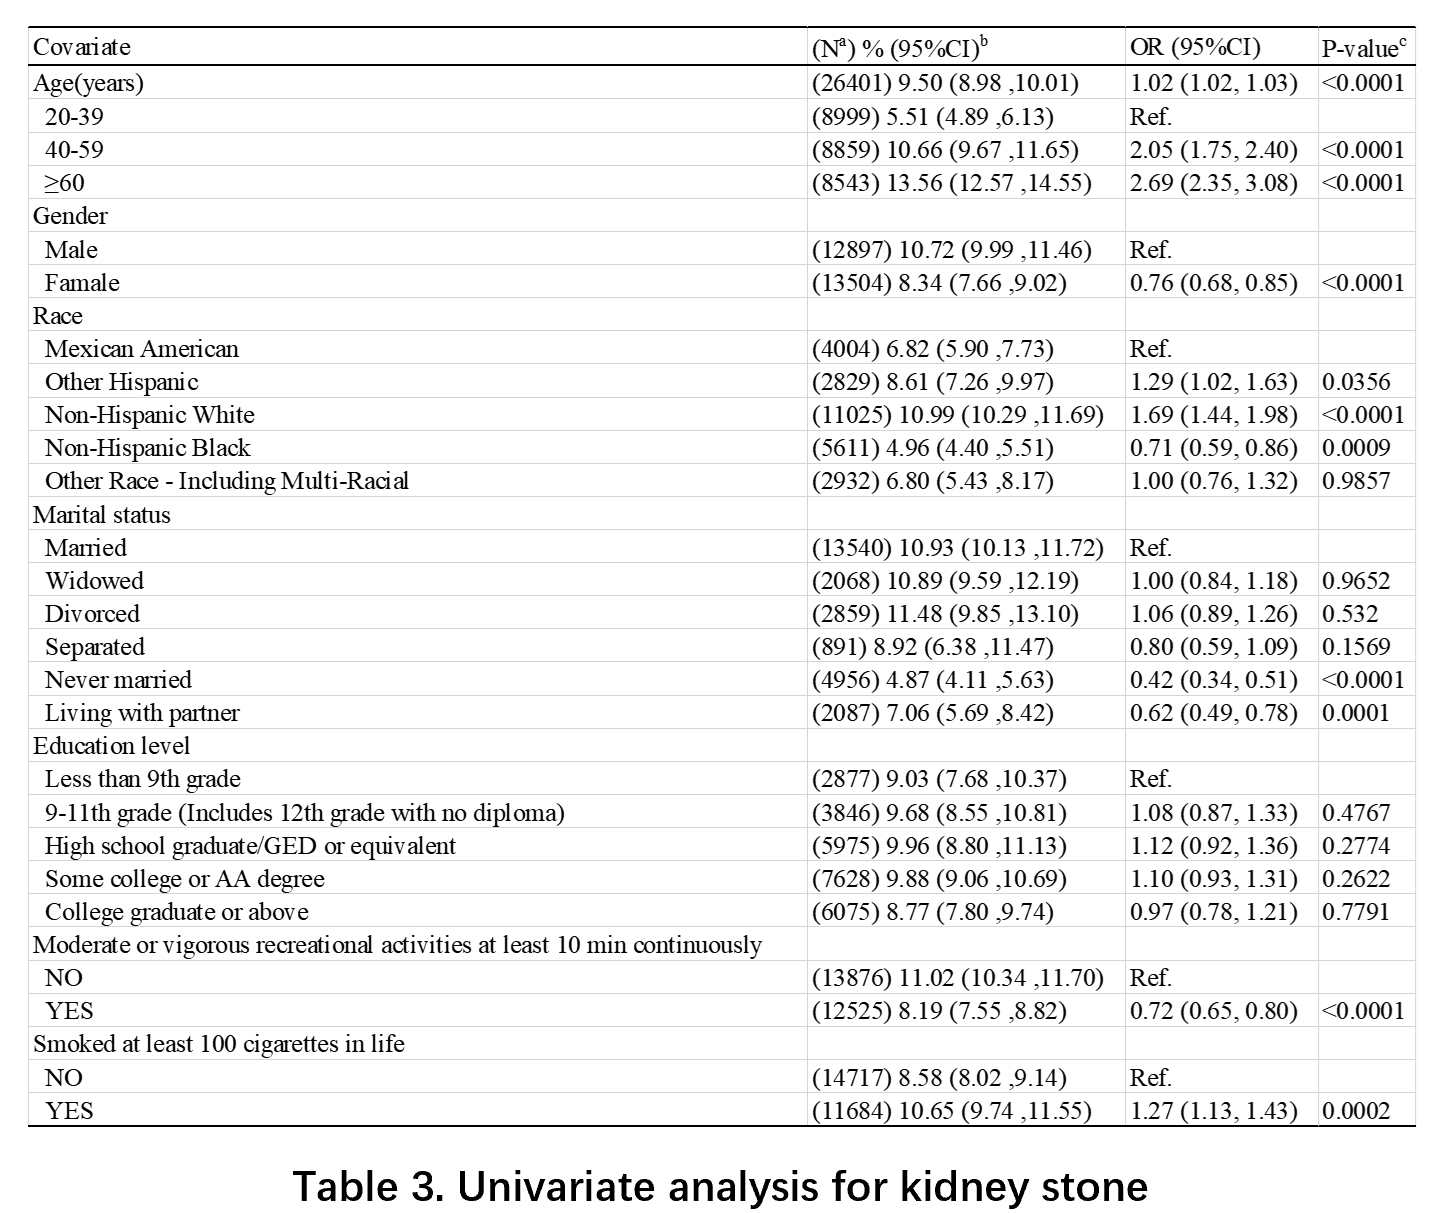 Covariate (Nᵃ) % (95%CI)ᵇ OR (95%CI) P-valueᶜ
Age(years) (26401) 9.50 (8.98 ,10.01) 1.02 (1.02, 1.03) <0.0001
20-39 (8999) 5.51 (4.89 ,6.13) Ref.
40-59 (8859) 10.66 (9.67 ,11.65) 2.05 (1.75, 2.40) <0.0001
≥60 (8543) 13.56 (12.57 ,14.55) 2.69 (2.35, 3.08) <0.0001
Gender
Male (12897) 10.72 (9.99 ,11.46) Ref.
Famale (13504) 8.34 (7.66 ,9.02) 0.76 (0.68, 0.85) <0.0001
Race
Mexican American (4004) 6.82 (5.90 ,7.73) Ref.
Other Hispanic (2829) 8.61 (7.26 ,9.97) 1.29 (1.02, 1.63) 0.0356
Non-Hispanic White (11025) 10.99 (10.29 ,11.69) 1.69 (1.44, 1.98) <0.0001
Non-Hispanic Black (5611) 4.96 (4.40 ,5.51) 0.71 (0.59, 0.86) 0.0009
Other Race - Including Multi-Racial (2932) 6.80 (5.43 ,8.17) 1.00 (0.76, 1.32) 0.9857
Marital status
Married (13540) 10.93 (10.13 ,11.72) Ref.
Widowed (2068) 10.89 (9.59 ,12.19) 1.00 (0.84, 1.18) 0.9652
Divorced (2859) 11.48 (9.85 ,13.10) 1.06 (0.89, 1.26) 0.532
Separated (891) 8.92 (6.38 ,11.47) 0.80 (0.59, 1.09) 0.1569
Never married (4956) 4.87 (4.11 ,5.63) 0.42 (0.34, 0.51) <0.0001
Living with partner (2087) 7.06 (5.69 ,8.42) 0.62 (0.49, 0.78) 0.0001
Education level
Less than 9th grade (2877) 9.03 (7.68 ,10.37) Ref.
9-11th grade (Includes 12th grade with no diploma) (3846) 9.68 (8.55 ,10.81) 1.08 (0.87, 1.33) 0.4767
High school graduate/GED or equivalent (5975) 9.96 (8.80 ,11.13) 1.12 (0.92, 1.36) 0.2774
Some college or AA degree (7628) 9.88 (9.06 ,10.69) 1.10 (0.93, 1.31) 0.2622
College graduate or above (6075) 8.77 (7.80 ,9.74) 0.97 (0.78, 1.21) 0.7791
Moderate or vigorous recreational activities at least 10 min continuously
NO (13876) 11.02 (10.34 ,11.70) Ref.
YES (12525) 8.19 (7.55 ,8.82) 0.72 (0.65, 0.80) <0.0001
Smoked at least 100 cigarettes in life
NO (14717) 8.58 (8.02 ,9.14) Ref.
YES (11684) 10.65 (9.74 ,11.55) 1.27 (1.13, 1.43) 0.0002
Table 3. Univariate analysis for kidney stone